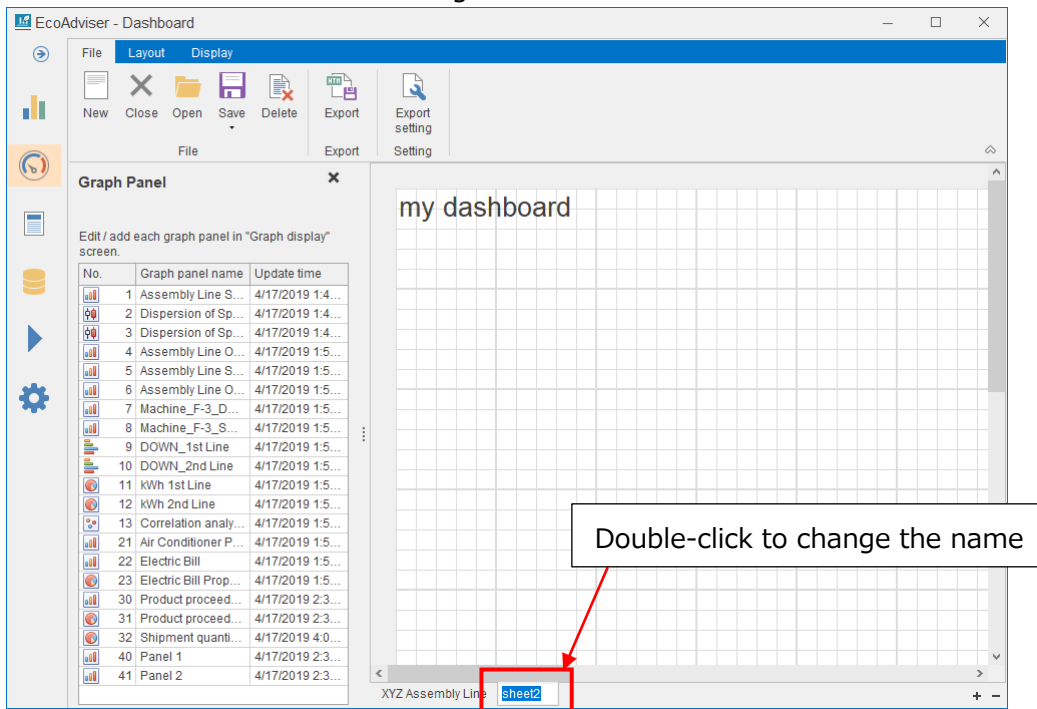 EcoAdviser - Dashboard
File Layout Display
New Close Open Save Delete Export Export setting
File Export Setting
Graph Panel
my dashboard
Edit / add each graph panel in "Graph display"
screen.
No. Graph panel name Update time
1 Assembly Line S... 4/17/2019 1:4...
2 Dispersion of Sp... 4/17/2019 1:4...
3 Dispersion of Sp... 4/17/2019 1:4...
4 Assembly Line O... 4/17/2019 1:5...
5 Assembly Line S... 4/17/2019 1:5...
6 Assembly Line O... 4/17/2019 1:5...
7 Machine_F-3_D... 4/17/2019 1:5...
8 Machine_F-3_S... 4/17/2019 1:5...
9 DOWN_1st Line 4/17/2019 1:5...
10 DOWN_2nd Line 4/17/2019 1:5...
11 kWh 1st Line 4/17/2019 1:5...
12 kWh 2nd Line 4/17/2019 1:5...
13 Correlation analy... 4/17/2019 1:5...
21 Air Conditioner P... 4/17/2019 1:5...
22 Electric Bill 4/17/2019 1:5...
23 Electric Bill Prop... 4/17/2019 1:5...
30 Product proceed... 4/17/2019 2:3...
31 Product proceed... 4/17/2019 2:3...
32 Shipment quanti... 4/17/2019 4:0...
40 Panel 1 4/17/2019 2:3...
41 Panel 2 4/17/2019 2:3...
Double-click to change the name
XYZ Assembly Line sheet2